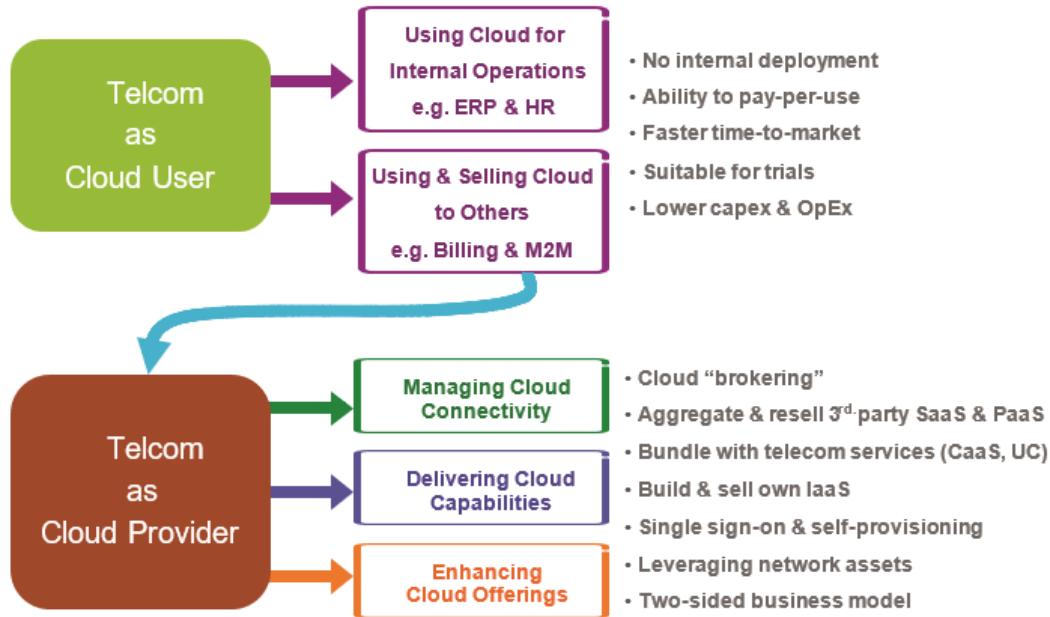 Telcom
as
Cloud User
Using Cloud for
Internal Operations
e.g. ERP & HR
Using & Selling Cloud
to Others
e.g. Billing & M2M
• No internal deployment
• Ability to pay-per-use
• Faster time-to-market
• Suitable for trials
• Lower capex & OpEx
Telcom
as
Cloud Provider
Managing Cloud
Connectivity
Delivering Cloud
Capabilities
Enhancing
Cloud Offerings
• Cloud “brokering”
• Aggregate & resell 3rd party SaaS & PaaS
• Bundle with telecom services (CaaS, UC)
• Build & sell own IaaS
• Single sign-on & self-provisioning
• Leveraging network assets
• Two-sided business model